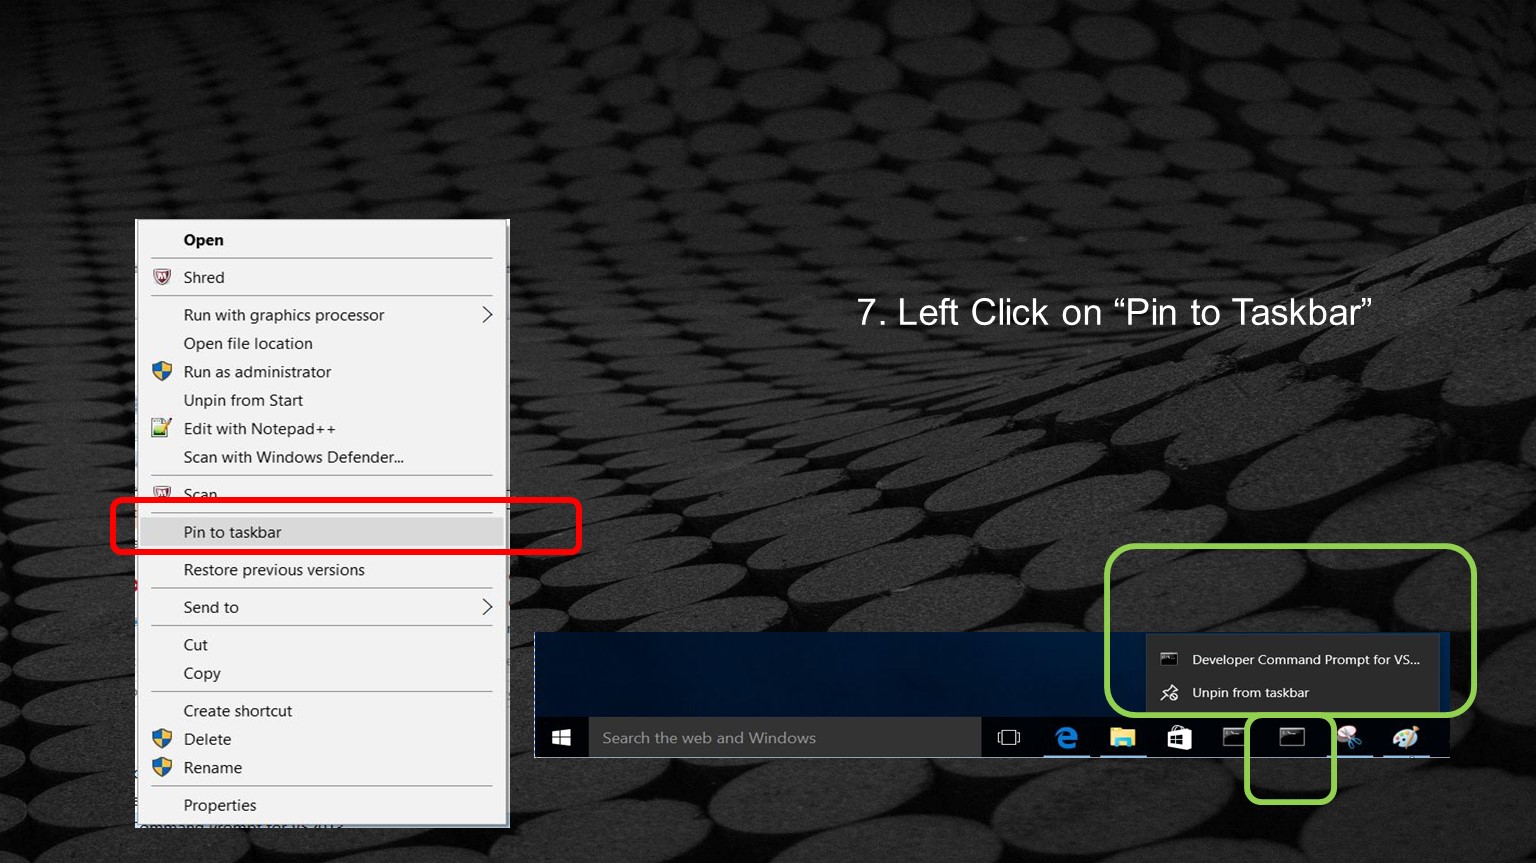 7. Left Click on “Pin to Taskbar”
Open
Shred
Run with graphics processor
Open file location
Run as administrator
Unpin from Start
Edit with Notepad++
Scan with Windows Defender...
Scan
Pin to taskbar
Restore previous versions
Send to
Cut
Copy
Create shortcut
Delete
Rename
Properties
Developer Command Prompt for VS...
Unpin from taskbar
Search the web and Windows